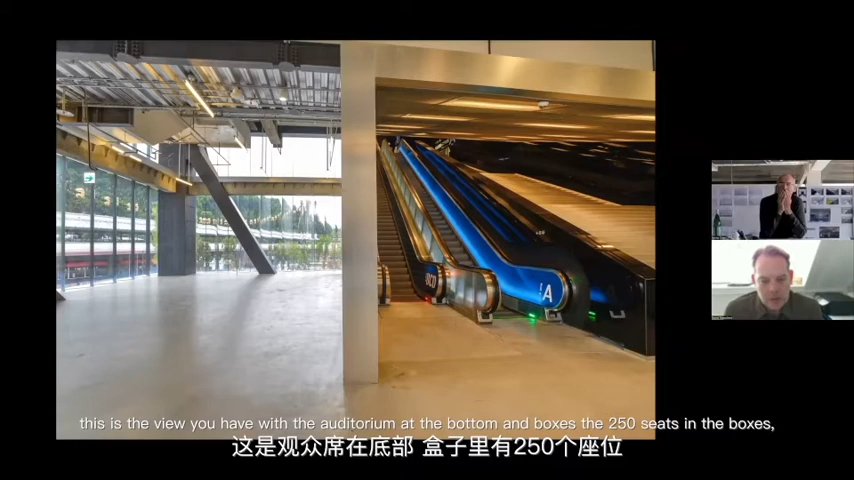 A
this is the view you have with the auditorium at the bottom and boxes the 250 seats in the boxes,
这是观众席在底部 盒子里有250个座位